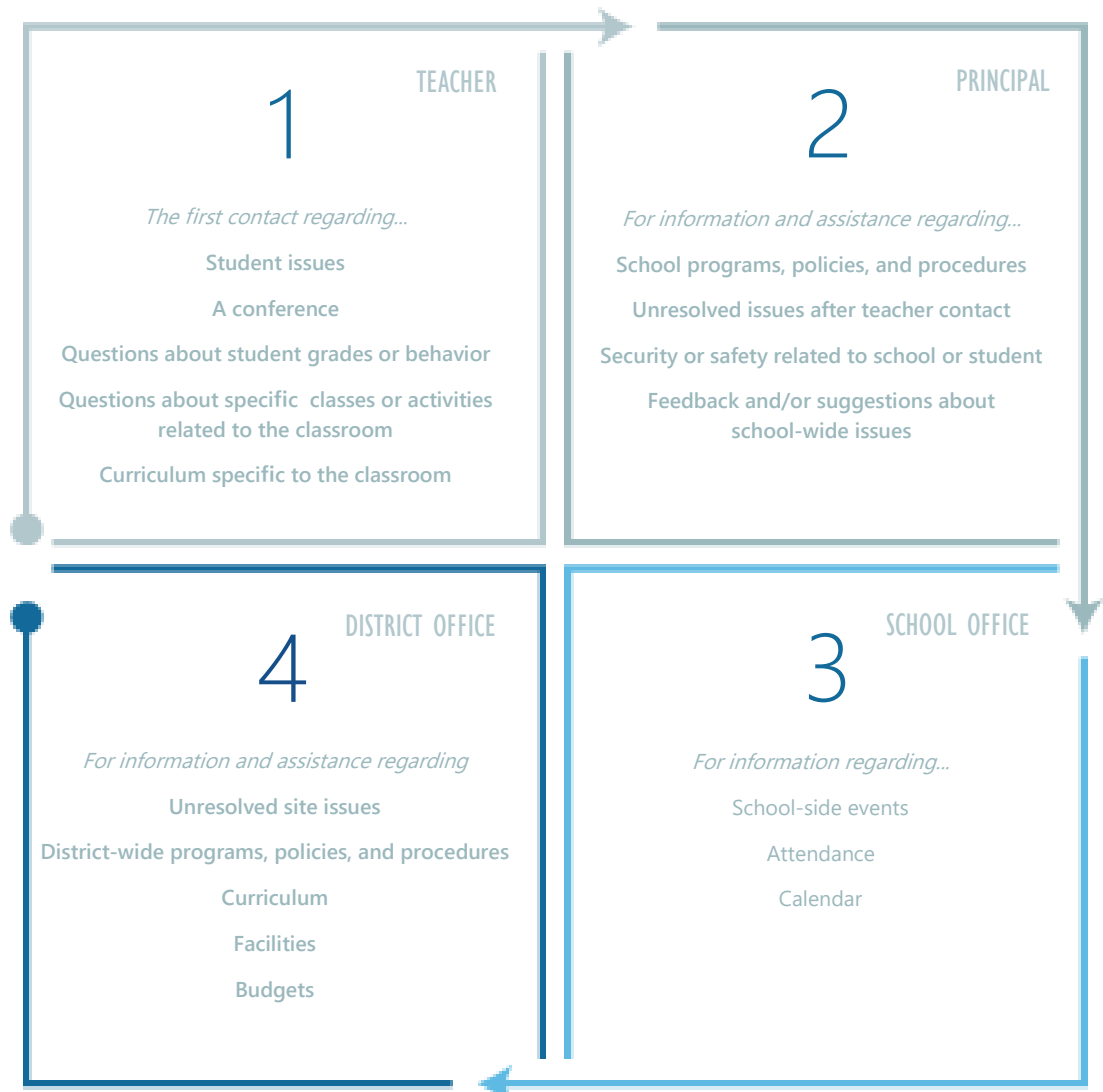 TEACHER
1
The first contact regarding...
Student issues
A conference
Questions about student grades or behavior
Questions about specific classes or activities
related to the classroom
Curriculum specific to the classroom
PRINCIPAL
2
For information and assistance regarding...
School programs, policies, and procedures
Unresolved issues after teacher contact
Security or safety related to school or student
Feedback and/or suggestions about
school-wide issues
SCHOOL OFFICE
3
For information regarding...
School-side events
Attendance
Calendar
DISTRICT OFFICE
4
For information and assistance regarding
Unresolved site issues
District-wide programs, policies, and procedures
Curriculum
Facilities
Budgets